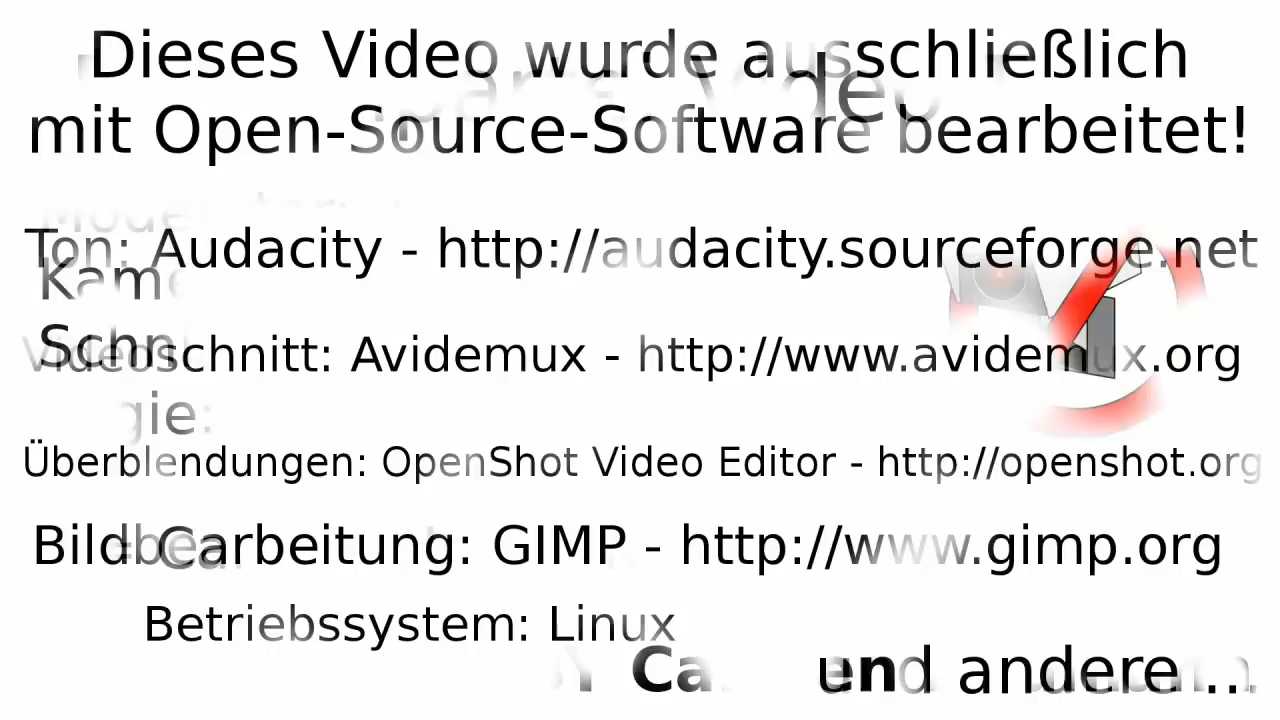 Dieses Video wurde ausschließlich
mit Open-Source-Software bearbeitet!
Ton: Audacity - http://audacity.sourceforge.net
Videoschnitt: Avidemux - http://www.avidemux.org
Überblendungen: OpenShot Video Editor - http://openshot.org
Bildbearbeitung: GIMP - http://www.gimp.org
Betriebssystem: Linux
und andere ...